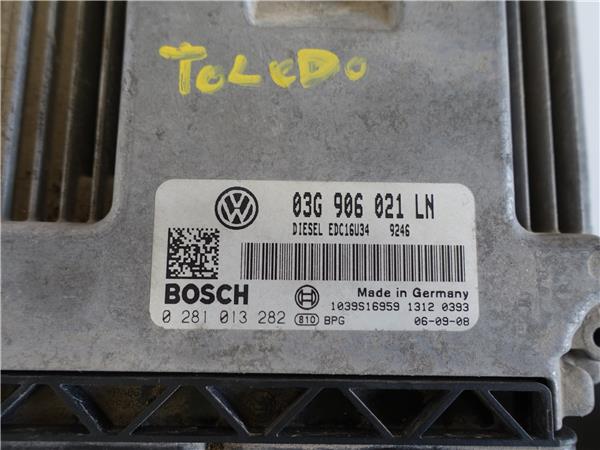 TOLEDO
03G 906 021 LN
DIESEL EDC16U34 9246
BOSCH
Made in Germany
1039S16959 1312 0393
0 281 013 282 810 BPG 06-09-08